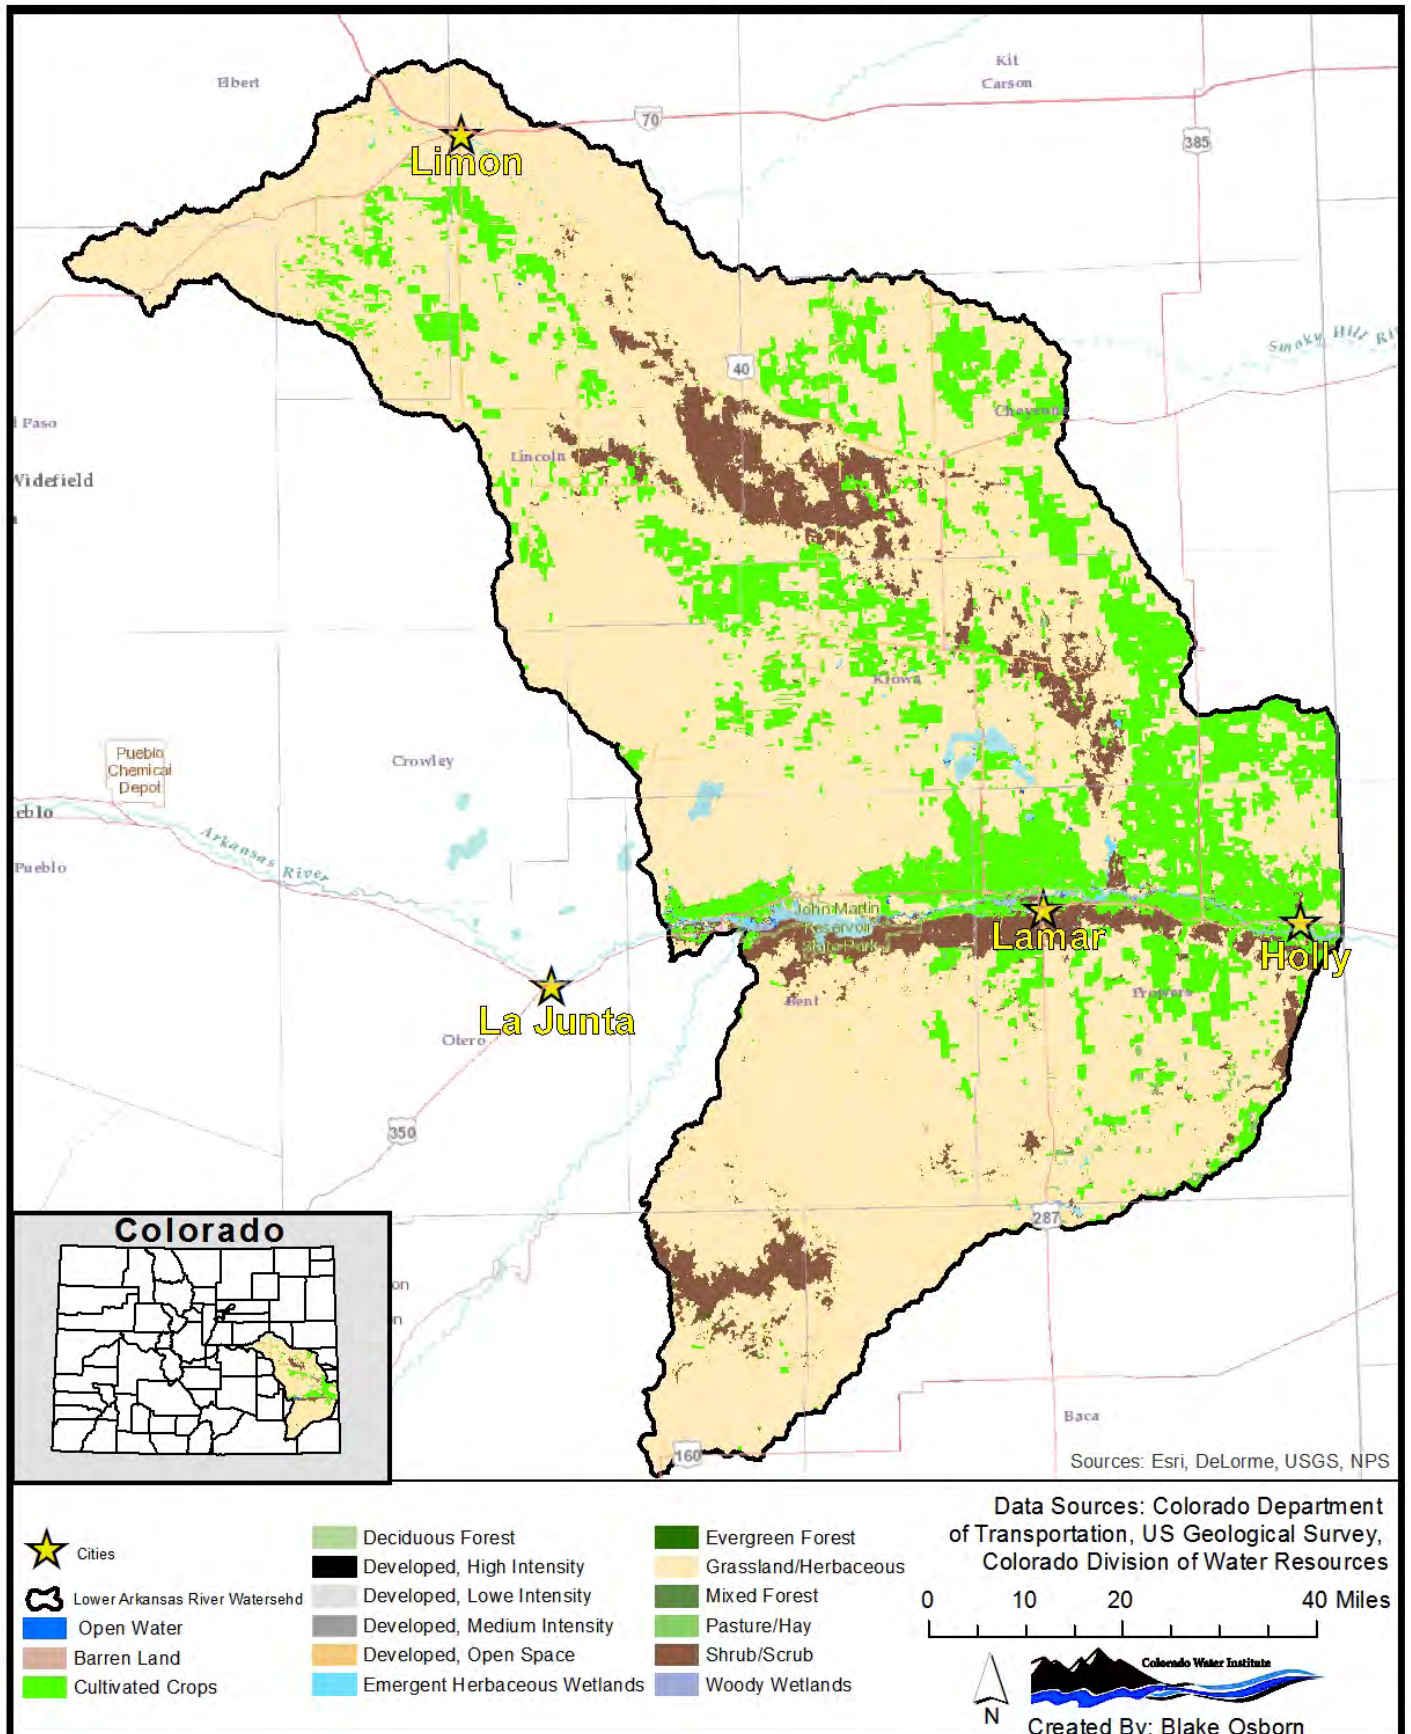 Elbert
Kit
Carson
70
385
Limon
Smoky Hill Ri
40
Cheyenne
l Paso
Lincoln
Widefield
Kiowa
Pueblo
Chemical
Depot
Crowley
eblo
Arkansas River
Pueblo
John Martin
Reservoir
State Park
Lamar
Holly
Prowers
Bent
La Junta
Otero
350
287
Colorado
on
n
Baca
160
Sources: Esri, DeLorme, USGS, NPS
Cities
Lower Arkansas River Watersehd
Open Water
Barren Land
Cultivated Crops
Deciduous Forest
Developed, High Intensity
Developed, Lowe Intensity
Developed, Medium Intensity
Developed, Open Space
Emergent Herbaceous Wetlands
Evergreen Forest
Grassland/Herbaceous
Mixed Forest
Pasture/Hay
Shrub/Scrub
Woody Wetlands
Data Sources: Colorado Department
of Transportation, US Geological Survey,
Colorado Division of Water Resources
0 10 20 40 Miles
N
Colorado Water Institute
Created By: Blake Osborn